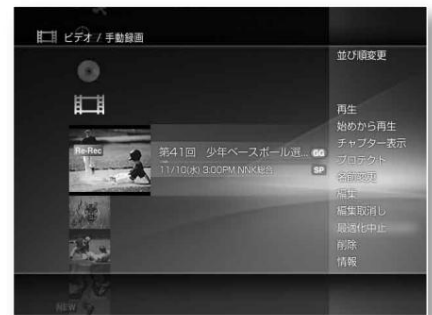 ビデオ / 手動録画
並び順変更
再生
始めから再生
チャプター表示
プロテクト
名前変更
編集
編集取消し
最適化中止
削除
情報
Re-Rec
第41回 少年ベースボール選... GG
11/10(水) 3:00PM NNK総合 SP
NEW